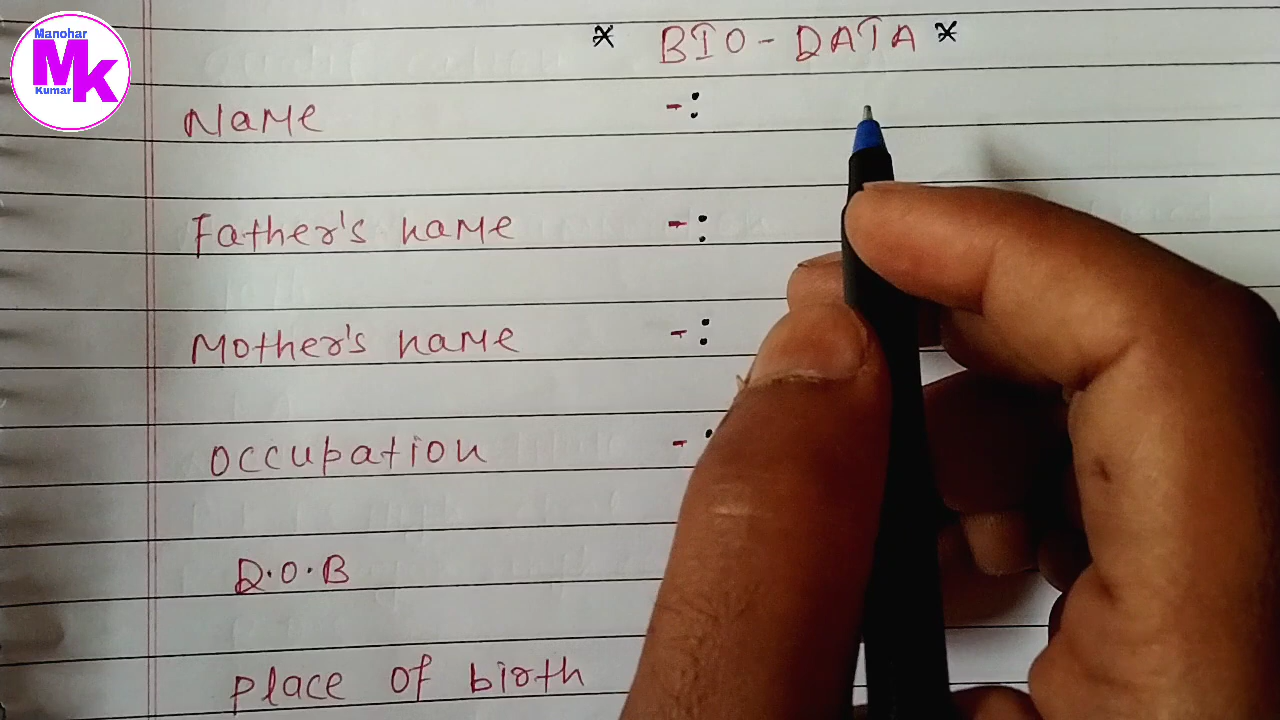 Manohar
MK
Kumar
* BIO-DATA *
Name -:
Father's name -:
Mother's name -:
occupation -:
D.O.B
place of birth